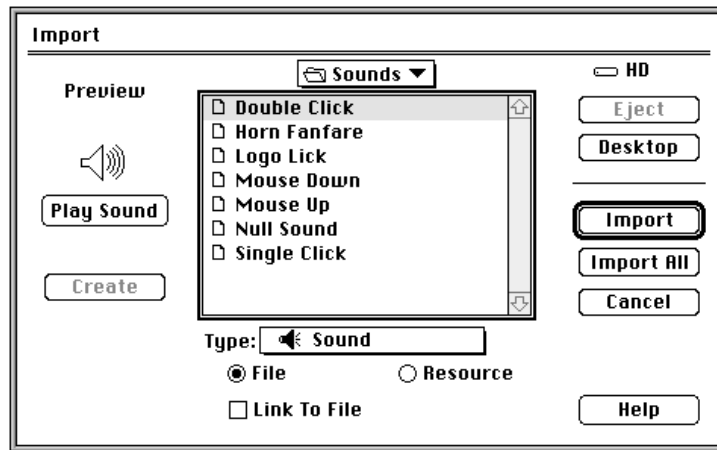 Import
Preview
Play Sound
Create
Sounds
Double Click
Horn Fanfare
Logo Lick
Mouse Down
Mouse Up
Null Sound
Single Click
Type: Sound
File Resource
Link To File
HD
Eject
Desktop
Import
Import All
Cancel
Help